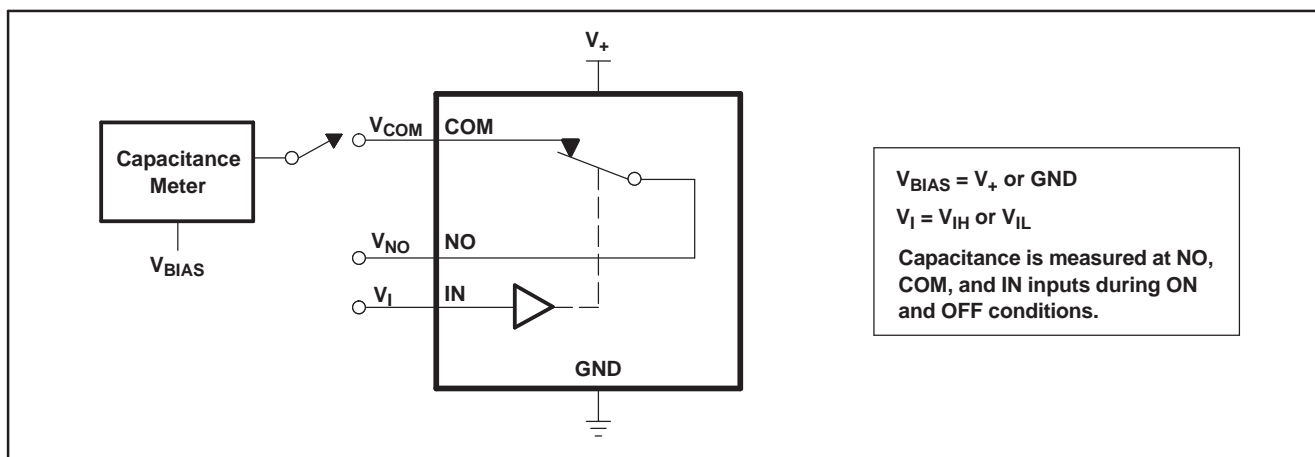 V+
VCOM
COM
Capacitance
Meter
VBIAS
VNO
NO
VI
IN
GND
VBIAS = V+ or GND
VI = VIH or VIL
Capacitance is measured at NO,
COM, and IN inputs during ON
and OFF conditions.